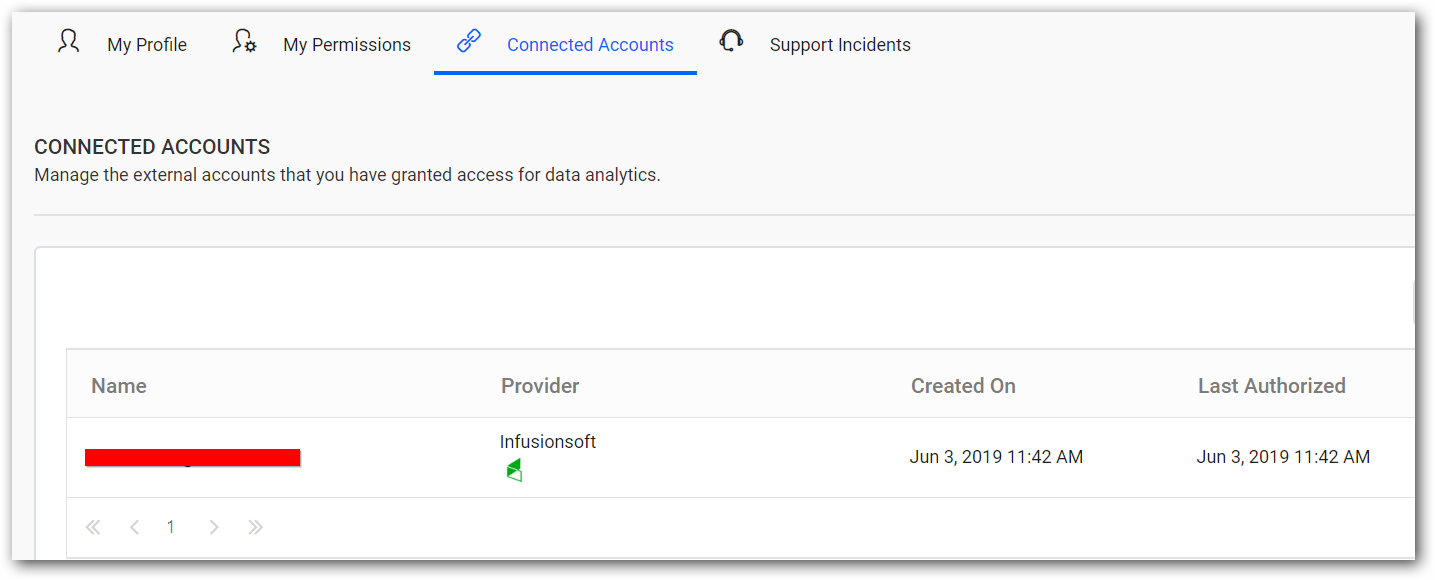 My Profile My Permissions Connected Accounts Support Incidents
CONNECTED ACCOUNTS
Manage the external accounts that you have granted access for data analytics.
Name Provider Created On Last Authorized
Infusionsoft
Jun 3, 2019 11:42 AM Jun 3, 2019 11:42 AM
1